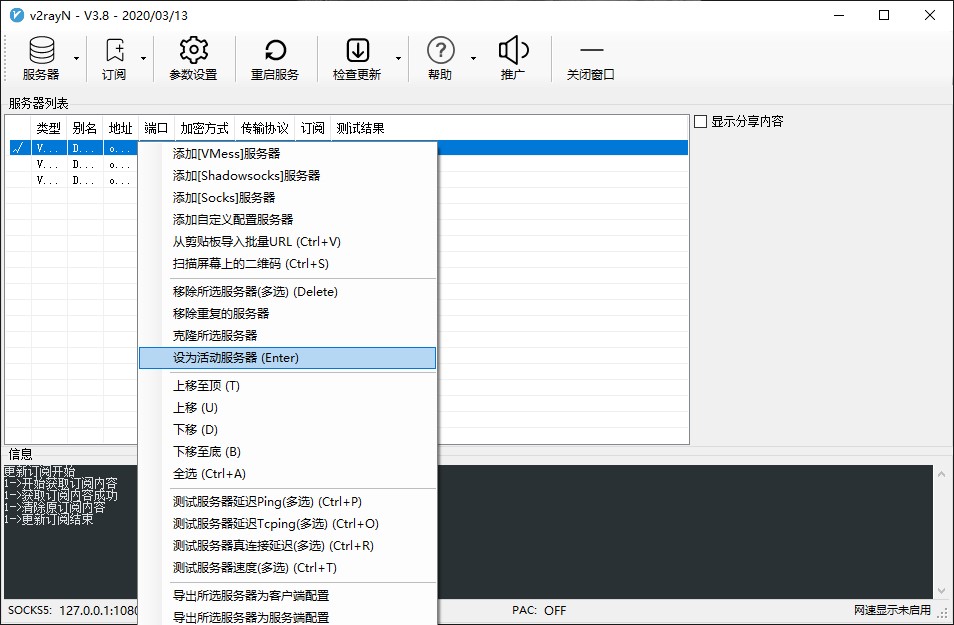 v2rayN - V3.8 - 2020/03/13
服务器 订阅 参数设置 重启服务 检查更新 帮助 推广 关闭窗口
服务器列表
类型 别名 地址 端口 加密方式 传输协议 订阅 测试结果
显示分享内容
V... D... o...
V... D... o...
V... D... o...
添加[VMess]服务器
添加[Shadowsocks]服务器
添加[Socks]服务器
添加自定义配置服务器
从剪贴板导入批量URL (Ctrl+V)
扫描屏幕上的二维码 (Ctrl+S)
移除所选服务器(多选) (Delete)
移除重复的服务器
克隆所选服务器
设为活动服务器 (Enter)
上移至顶 (T)
上移 (U)
下移 (D)
下移至底 (B)
全选 (Ctrl+A)
测试服务器延迟Ping(多选) (Ctrl+P)
测试服务器延迟Tcping(多选) (Ctrl+O)
测试服务器真连接延迟(多选) (Ctrl+R)
测试服务器速度(多选) (Ctrl+T)
导出所选服务器为客户端配置
导出所选服务器为服务端配置
信息
更新订阅开始
1->开始获取订阅内容
1->获取订阅内容成功
1->清除原订阅内容
1->更新订阅结束
SOCKS5: 127.0.0.1:1080 PAC: OFF 网速显示未启用